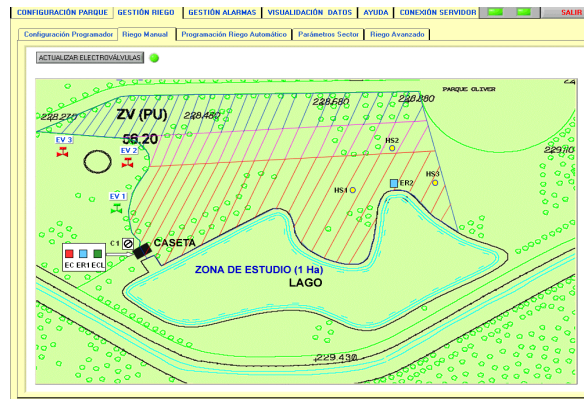 CONFIGURACIÓN PARQUE GESTIÓN RIEGO GESTIÓN ALARMAS VISUALIZACIÓN DATOS AYUDA CONEXIÓN SERVIDOR SALIR
Configuración Programador Riego Manual Programación Riego Automático Parámetros Sector Riego Avanzado
ACTUALIZAR ELECTROVÁLVULAS
PARQUE OLIVER
228.680
228.280
228.270
ZV (PU)
228.480
56.20
EV 3
EV 2
HS2
229.110
HS3
ER2
HS1
EV 1
C1
CASETA
EC ER1 ECL
ZONA DE ESTUDIO (1 Ha)
LAGO
229.430